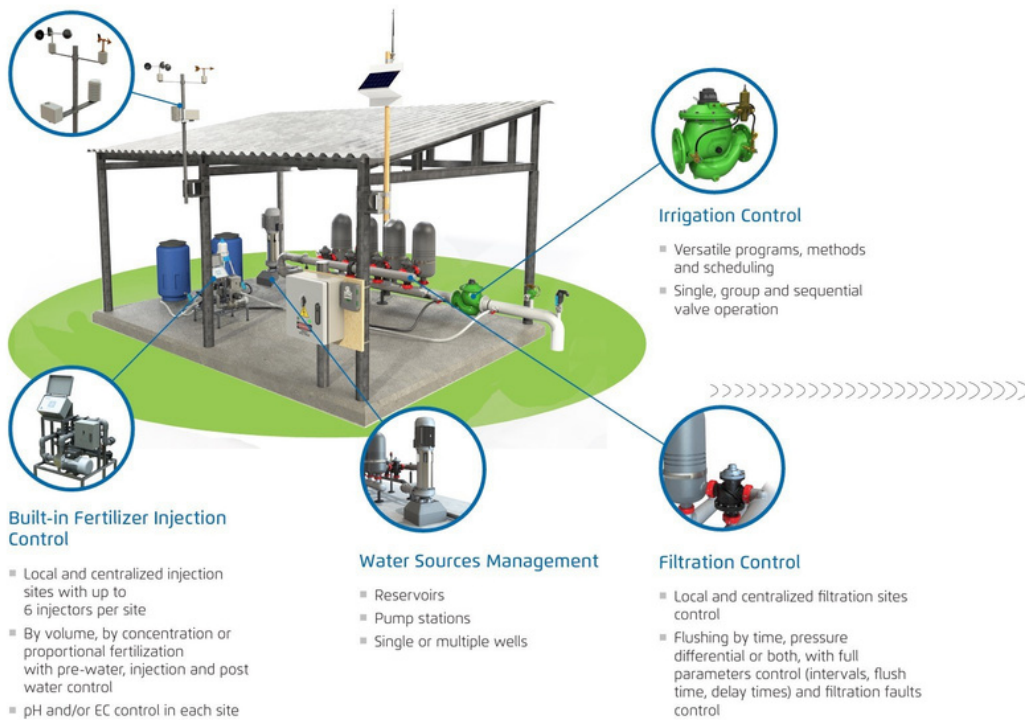 Irrigation Control
Versatile programs, methods
and scheduling
Single, group and sequential
valve operation
Built-in Fertilizer Injection
Control
Local and centralized injection
sites with up to
6 injectors per site
By volume, by concentration or
proportional fertilization
with pre-water, injection and post
water control
pH and/or EC control in each site
Water Sources Management
Reservoirs
Pump stations
Single or multiple wells
Filtration Control
Local and centralized filtration sites
control
Flushing by time, pressure
differential or both, with full
parameters control (intervals, flush
time, delay times) and filtration faults
control